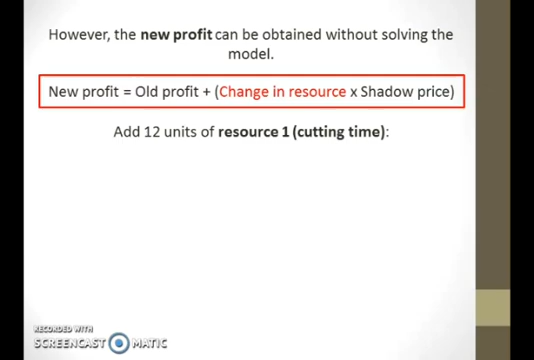 However, the new profit can be obtained without solving the
model.
New profit = Old profit + (Change in resource x Shadow price)
Add 12 units of resource 1 (cutting time):
RECORDED WITH
SCREENCAST MATIC